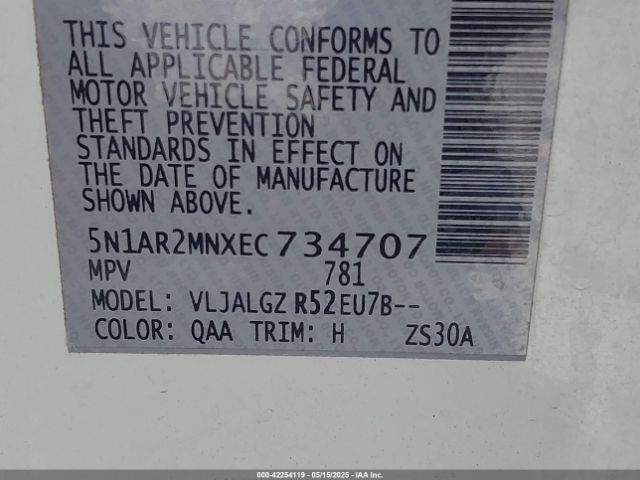 THIS VEHICLE CONFORMS TO
ALL APPLICABLE FEDERAL
MOTOR VEHICLE SAFETY AND
THEFT PREVENTION
STANDARDS IN EFFECT ON
THE DATE OF MANUFACTURE
SHOWN ABOVE.
5N1AR2MNXEC734707
MPV 781
MODEL: VLJALGZ R52EU7B--
COLOR: QAA TRIM: H ZS30A
000-42254119 - 05/15/2025 - IAA Inc.